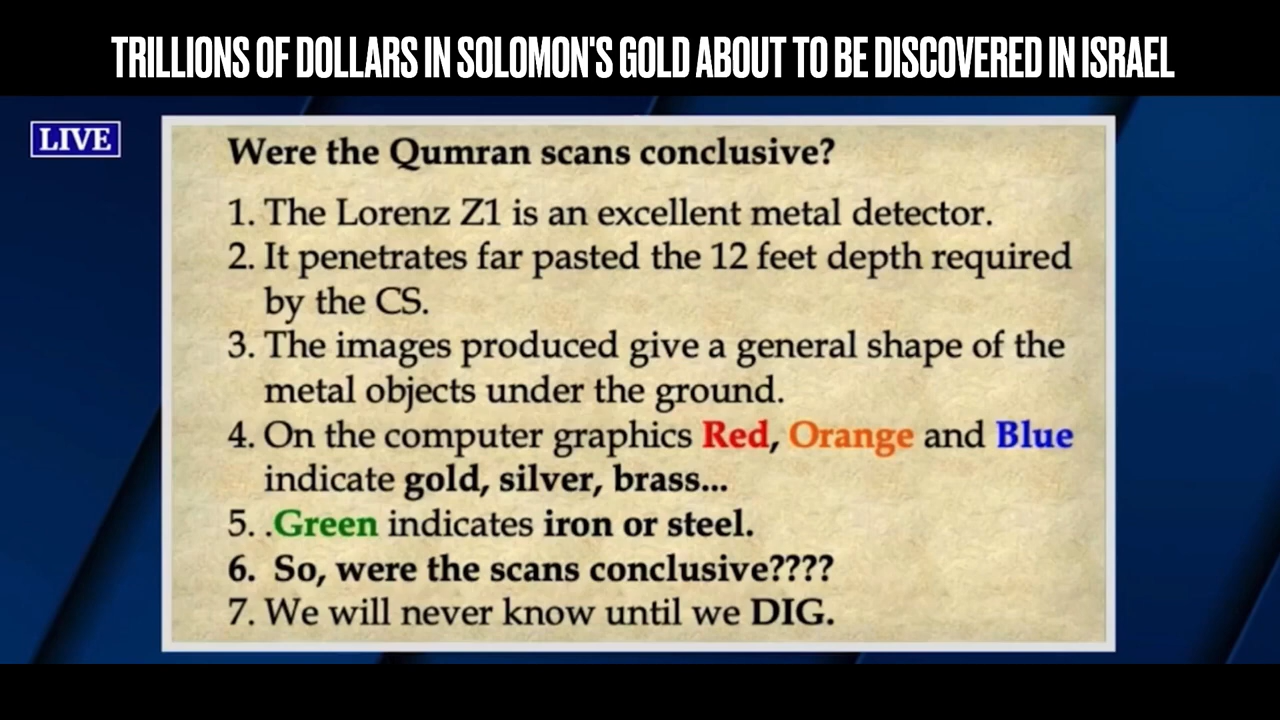 TRILLIONS OF DOLLARS IN SOLOMON'S GOLD ABOUT TO BE DISCOVERED IN ISRAEL
LIVE
Were the Qumran scans conclusive?
1. The Lorenz Z1 is an excellent metal detector.
2. It penetrates far pasted the 12 feet depth required
by the CS.
3. The images produced give a general shape of the
metal objects under the ground.
4. On the computer graphics Red, Orange and Blue
indicate gold, silver, brass...
5. .Green indicates iron or steel.
6. So, were the scans conclusive????
7. We will never know until we DIG.